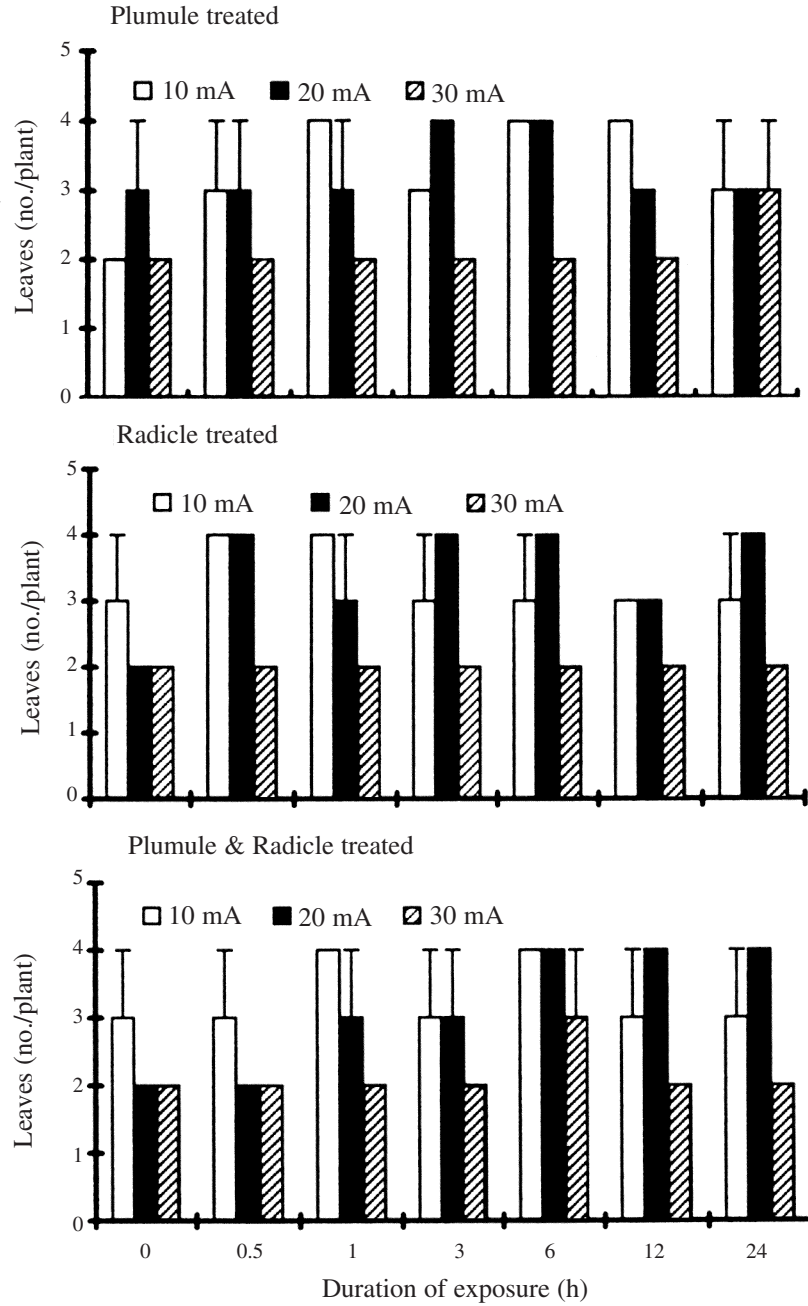 Plumule treated
5
10 mA 20 mA 30 mA
4
3
2
1
0
Leaves (no./plant)
Radicle treated
5
10 mA 20 mA 30 mA
4
3
2
1
0
Leaves (no./plant)
Plumule & Radicle treated
5
10 mA 20 mA 30 mA
4
3
2
1
0
Leaves (no./plant)
0 0.5 1 3 6 12 24
Duration of exposure (h)